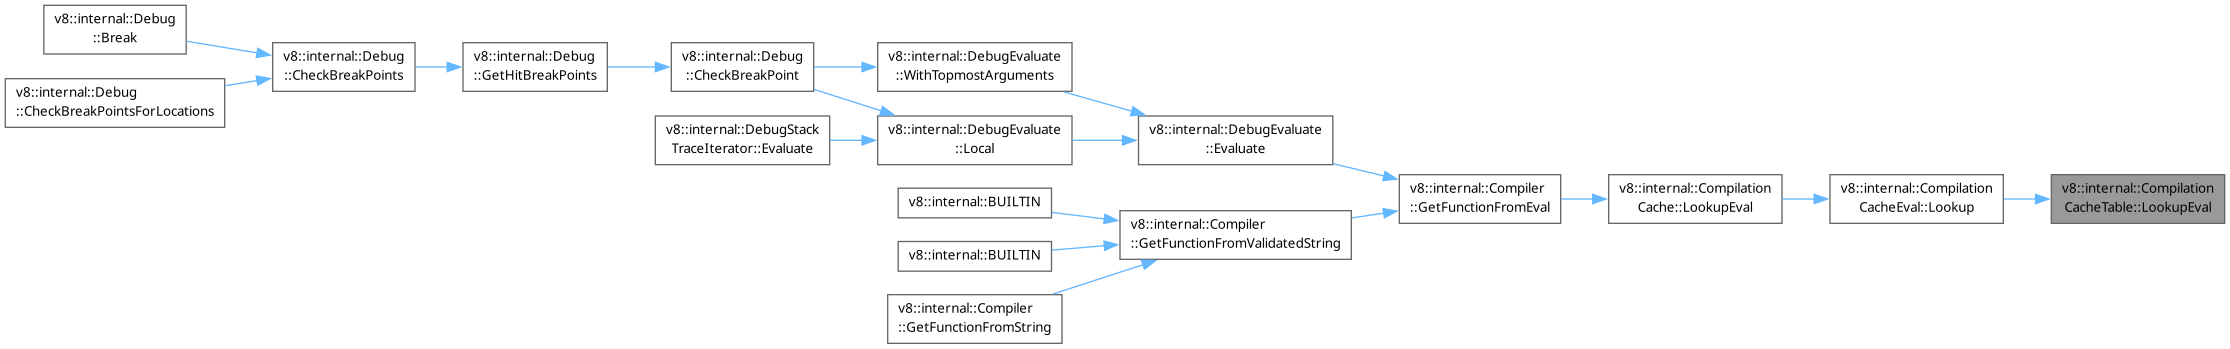 v8::internal::Debug
::Break
v8::internal::Debug
::CheckBreakPointsForLocations
v8::internal::Debug
::CheckBreakPoints
v8::internal::Debug
::GetHitBreakPoints
v8::internal::Debug
::CheckBreakPoint
v8::internal::DebugStack
TraceIterator::Evaluate
v8::internal::DebugEvaluate
::WithTopmostArguments
v8::internal::DebugEvaluate
::Local
v8::internal::BUILTIN
v8::internal::BUILTIN
v8::internal::Compiler
::GetFunctionFromString
v8::internal::DebugEvaluate
::Evaluate
v8::internal::Compiler
::GetFunctionFromValidatedString
v8::internal::Compiler
::GetFunctionFromEval
v8::internal::Compilation
Cache::LookupEval
v8::internal::Compilation
CacheEval::Lookup
v8::internal::Compilation
CacheTable::LookupEval